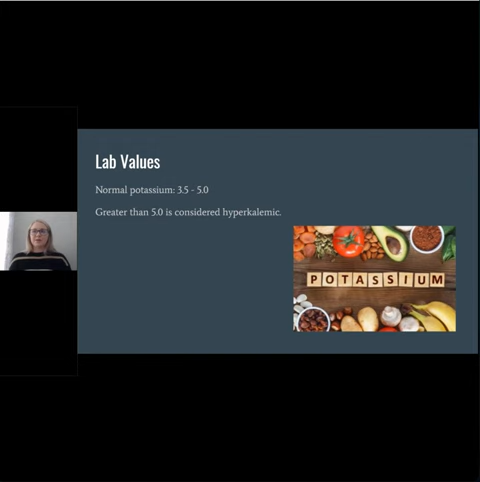 Lab Values
Normal potassium: 3.5 - 5.0
Greater than 5.0 is considered hyperkalemic.
POTASSIUM